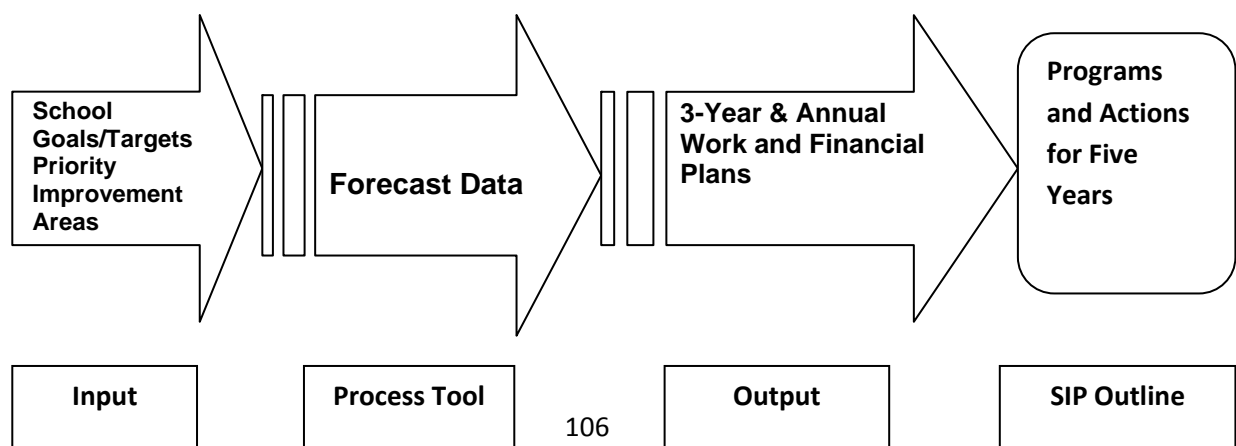 School
Goals/Targets
Priority
Improvement
Areas
Forecast Data
3-Year & Annual
Work and Financial
Plans
Programs
and Actions
for Five
Years
Input
Process Tool
Output
SIP Outline
106